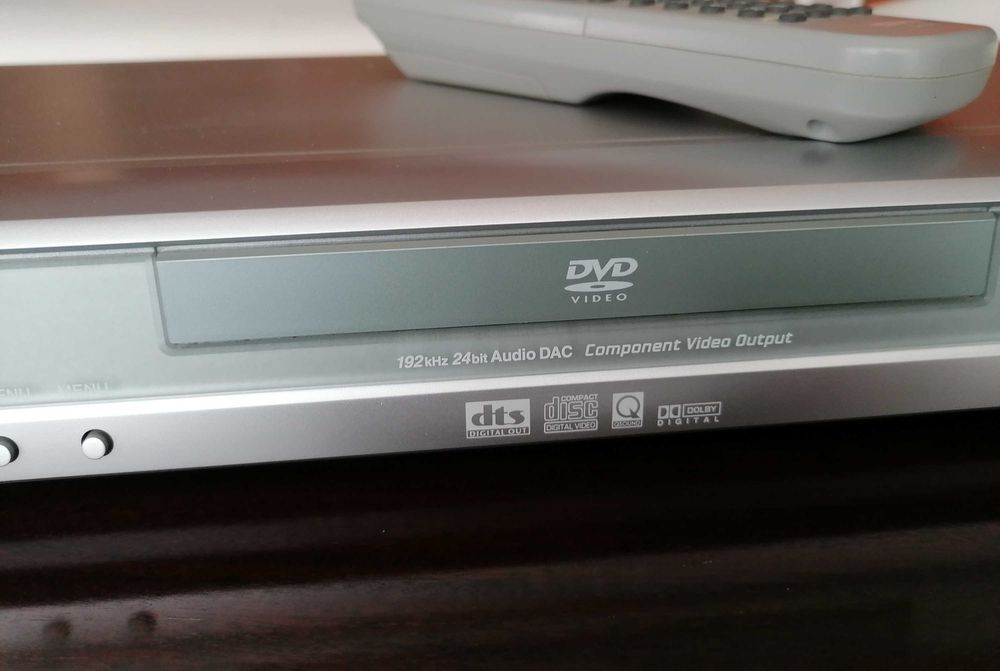 DVD
VIDEO
192kHz 24bit Audio DAC Component Video Output
MENU
dts
DIGITAL OUT
COMPACT
disc
DIGITAL VIDEO
Q
QSOUND
DOLBY
DIGITAL